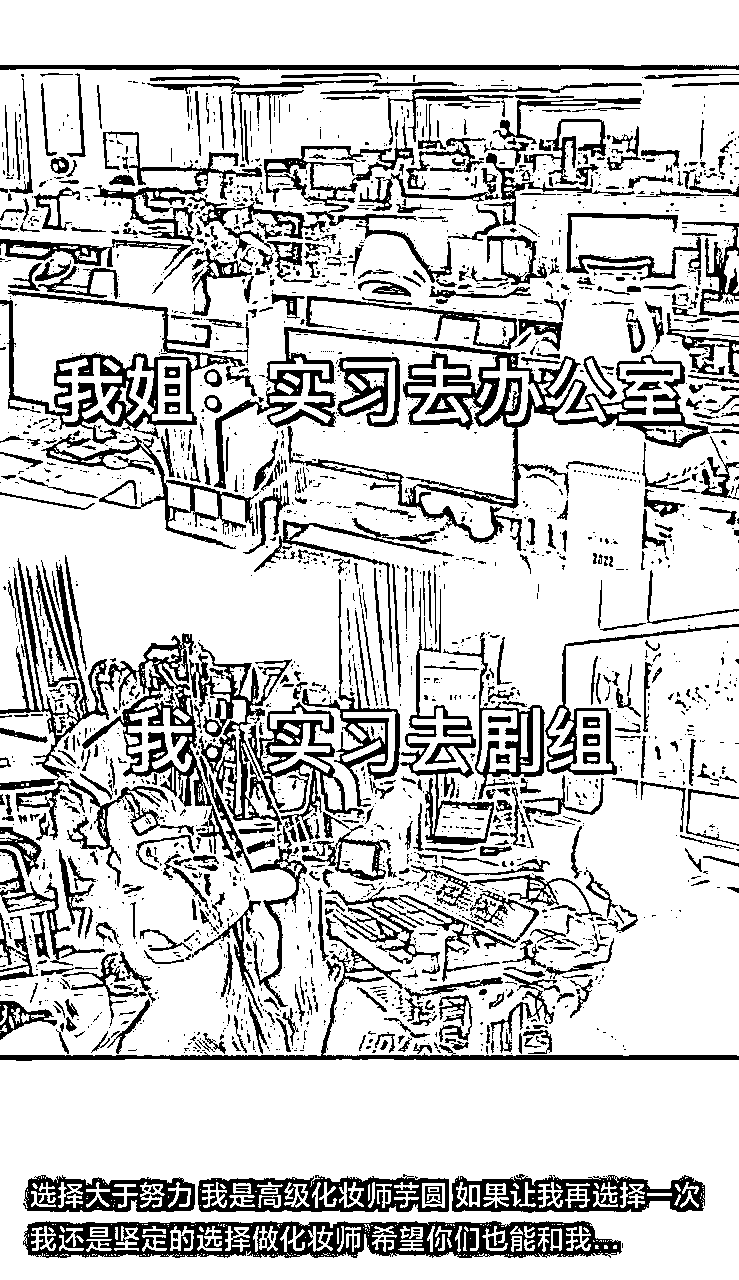 我姐：实习去办公室
2022
我：实习去剧组
选择大于努力 我是高级化妆师芋圆 如果让我再选择一次
我还是坚定的选择做化妆师 希望你们也能和我...